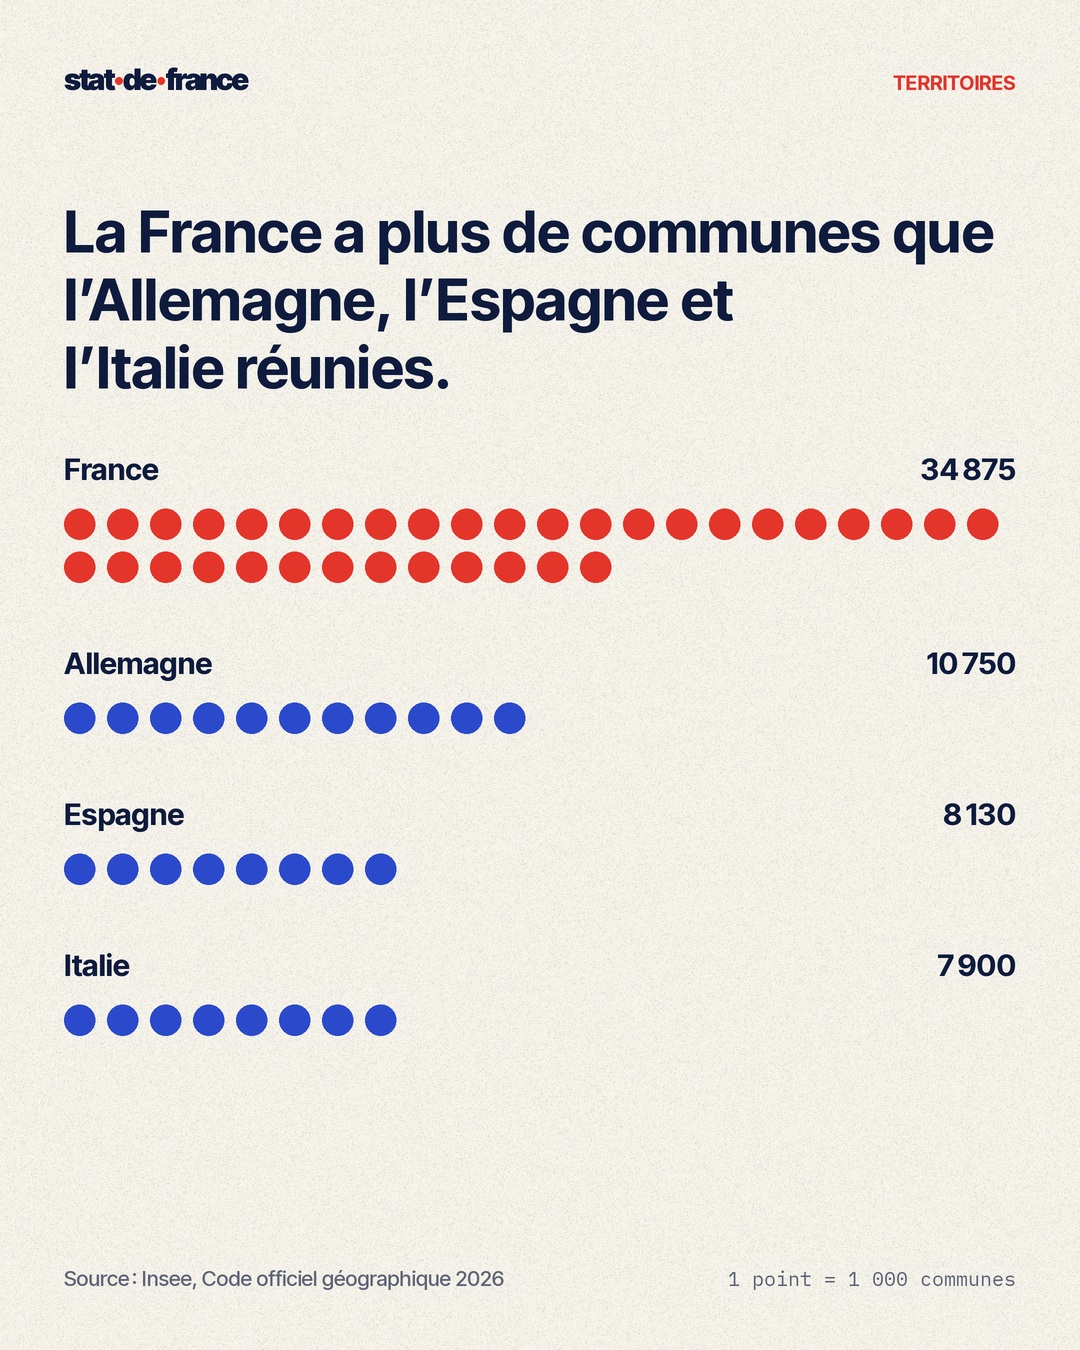 stat·de·france
TERRITOIRES
La France a plus de communes que
l’Allemagne, l’Espagne et
l’Italie réunies.
France 34 875
Allemagne 10 750
Espagne 8 130
Italie 7 900
Source : Insee, Code officiel géographique 2026
1 point = 1 000 communes